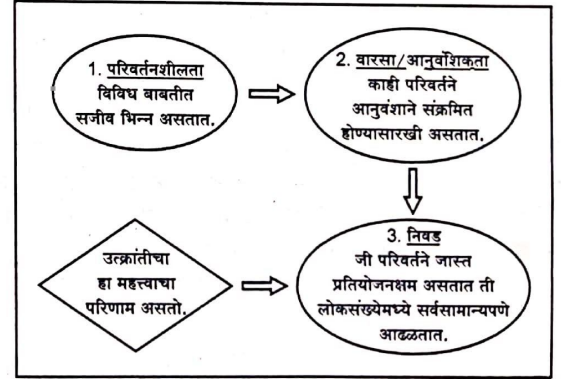 1. परिवर्तनशीलता
विविध बाबतीत
सजीव भिन्न असतात.
2. वारसा/आनुवंशिकता
काही परिवर्तने
आनुवंशाने संक्रमित
होण्यासारखी असतात.
3. निवड
जी परिवर्तने जास्त
प्रतियोजनक्षम असतात ती
लोकसंख्येमध्ये सर्वसामान्यपणे
आढळतात.
उत्क्रांतीचा
हा महत्त्वाचा
परिणाम असतो.